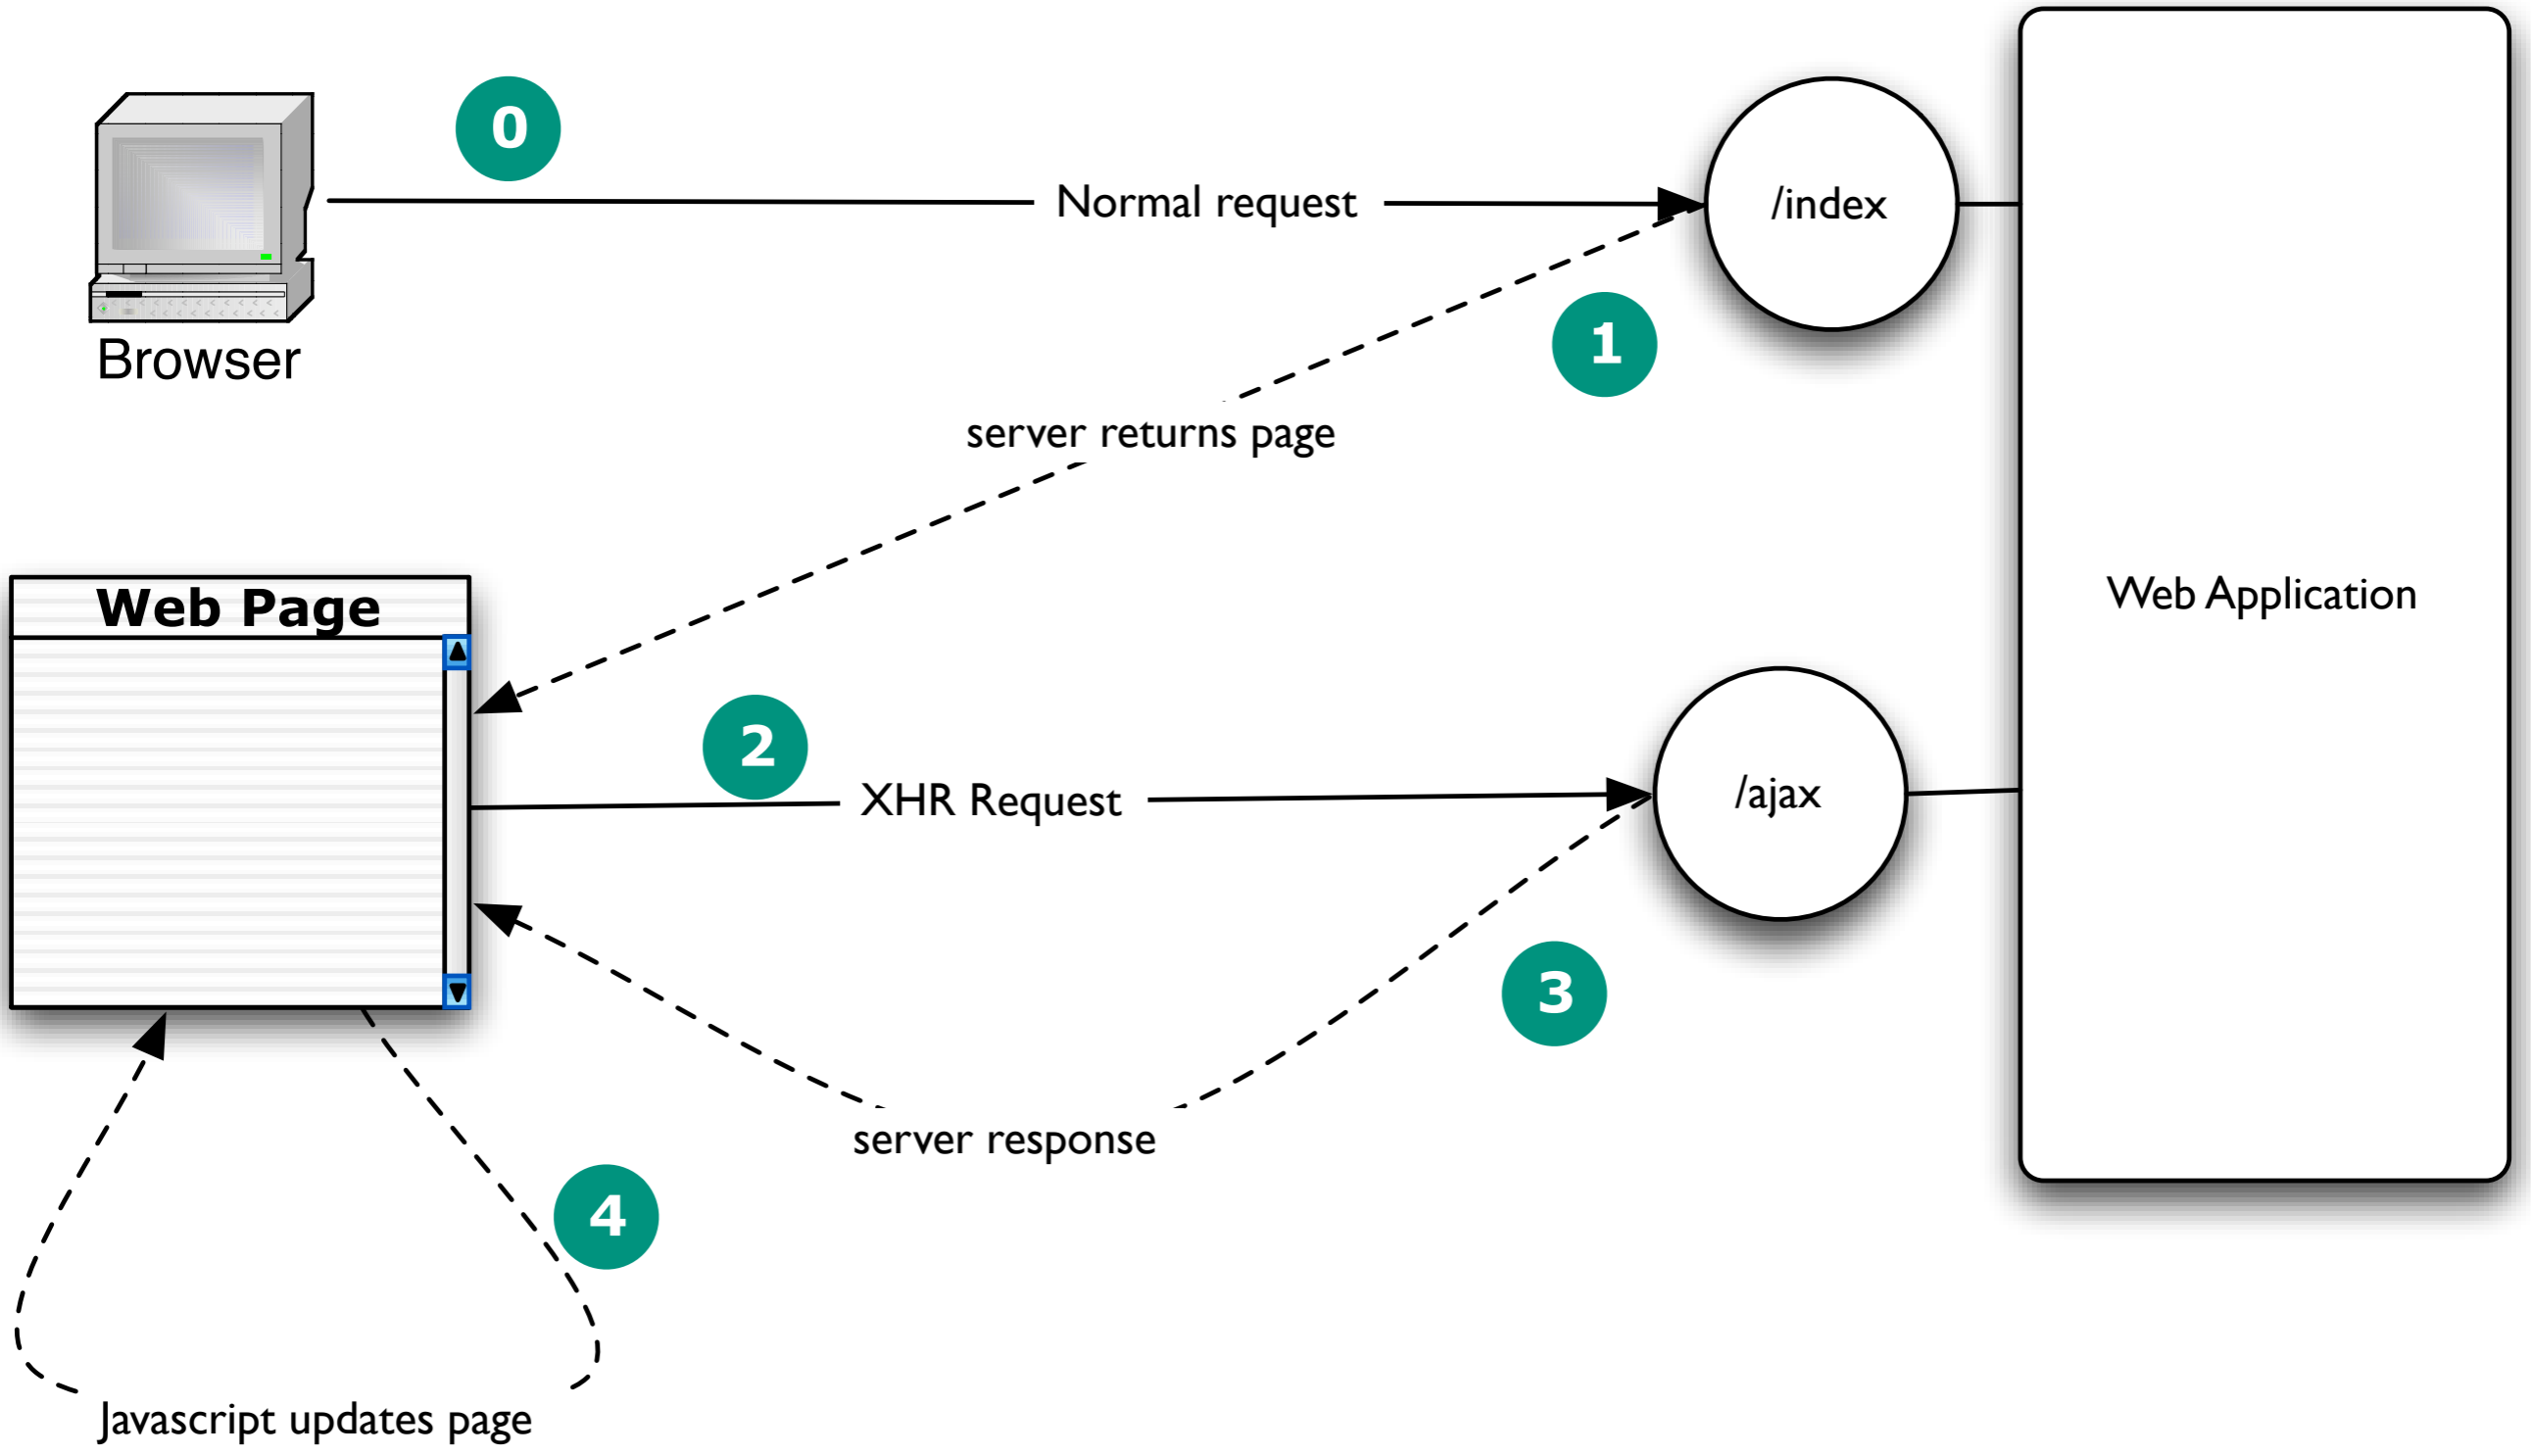 0
Normal request
/index
Browser
1
server returns page
Web Page
Web Application
2
XHR Request
/ajax
3
server response
4
Javascript updates page